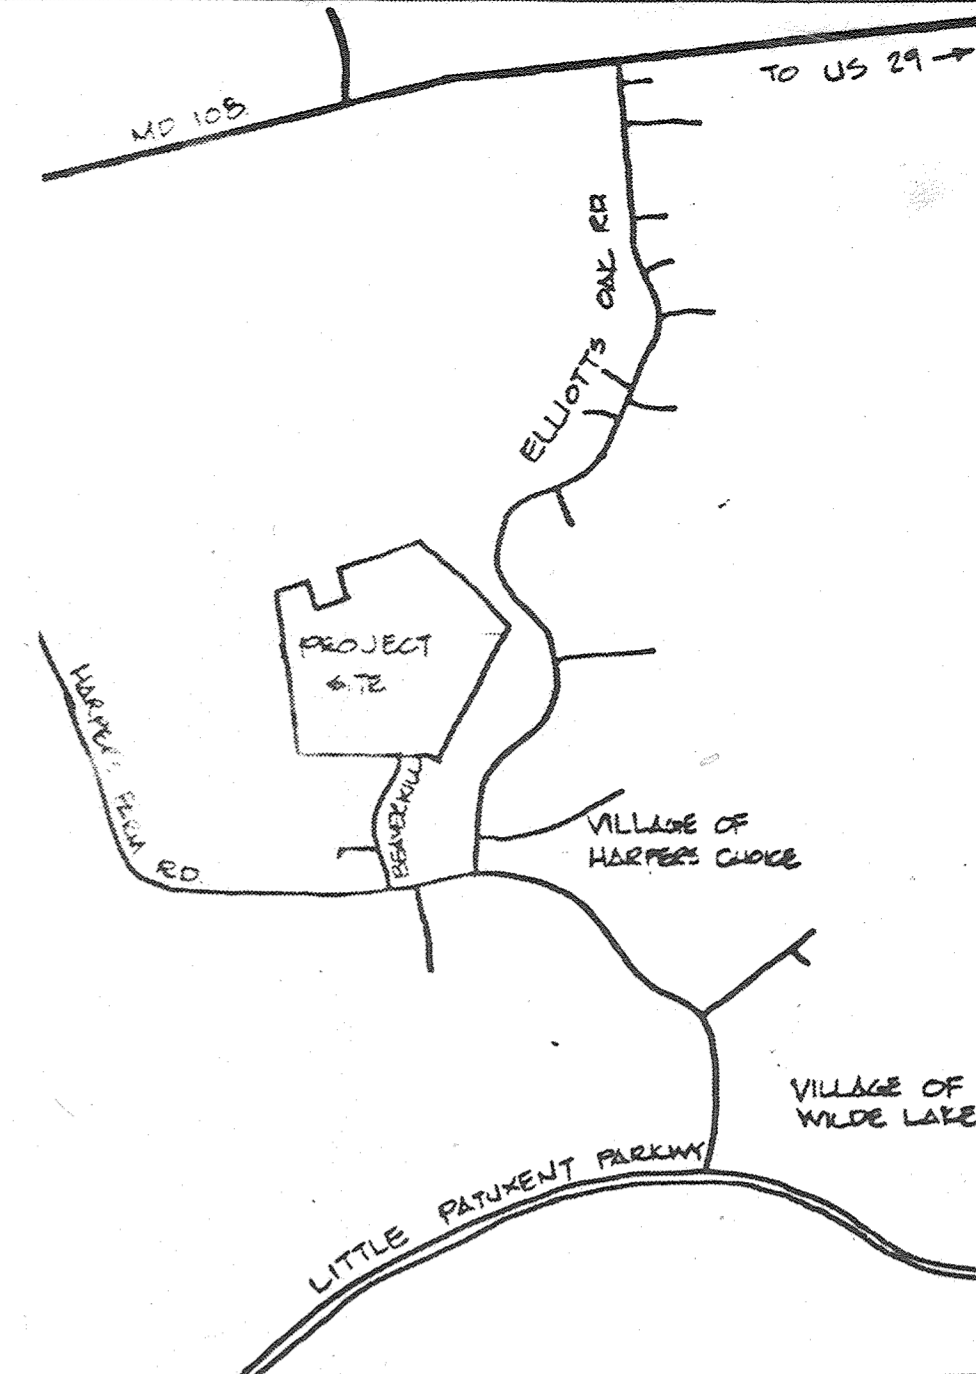 TO US 29
MD 108
ELLIOTTS OAK RD
PROJECT
SITE
HARPERS FARM RD.
BEAVERKILL
VILLAGE OF
HARPERS CHOICE
VILLAGE OF
WILDE LAKE
LITTLE PATUXENT PARKWY